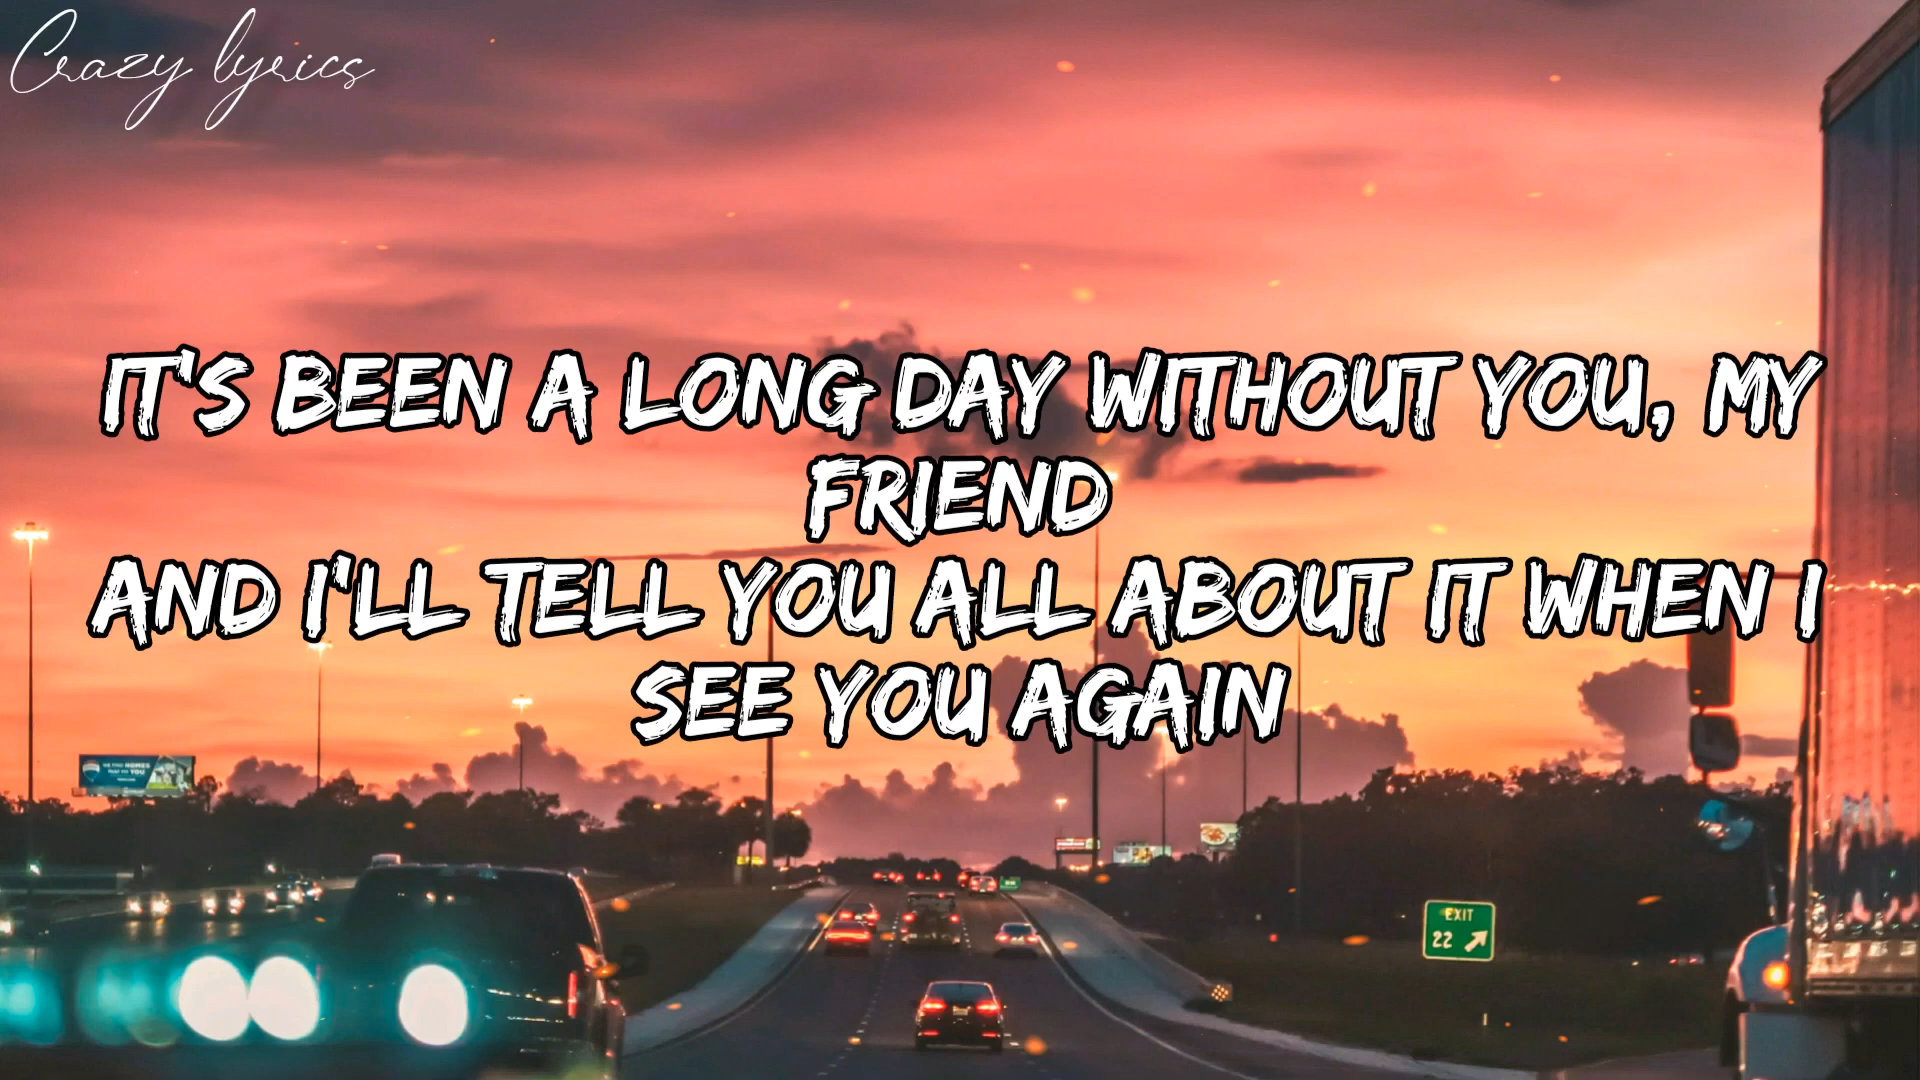 Crazy lyrics
IT'S BEEN A LONG DAY WITHOUT YOU, MY
FRIEND
AND I'LL TELL YOU ALL ABOUT IT WHEN I
SEE YOU AGAIN
EXIT
22